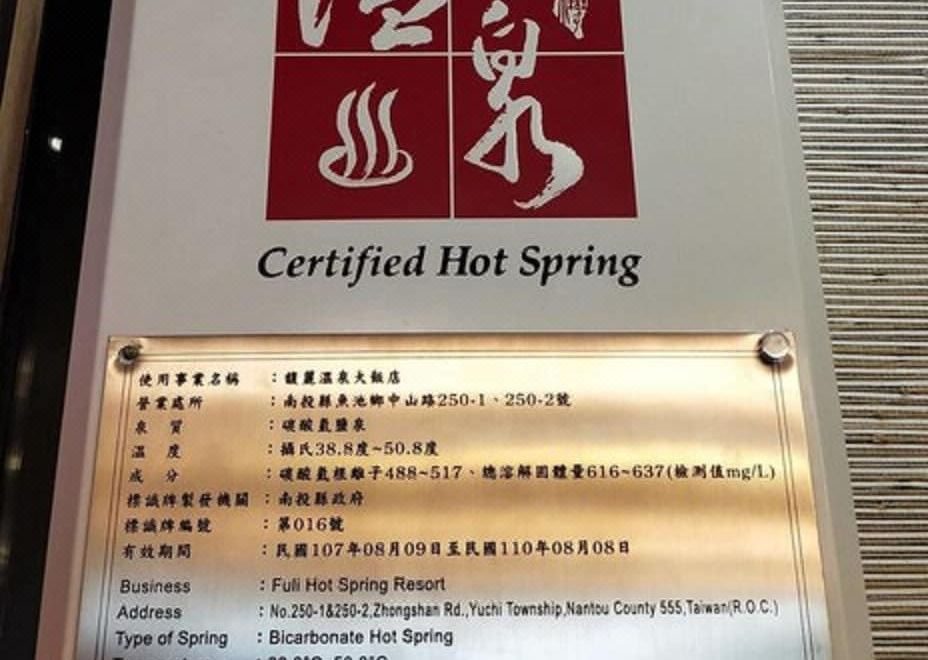 溫泉
Certified Hot Spring
使用事業名稱 : 馥麗溫泉大飯店
營業處所 : 南投縣魚池鄉中山路250-1、250-2號
泉 質 : 碳酸氫鹽泉
溫 度 : 攝氏38.8度~50.8度
成 分 : 碳酸氫根離子488~517、總溶解固體量616~637(檢測值mg/L)
標識牌製發機關 : 南投縣政府
標識牌編號 : 第016號
有效期間 : 民國107年08月09日至民國110年08月08日
Business : Fuli Hot Spring Resort
Address : No.250-1&250-2,Zhongshan Rd.,Yuchi Township,Nantou County 555,Taiwan(R.O.C.)
Type of Spring : Bicarbonate Hot Spring